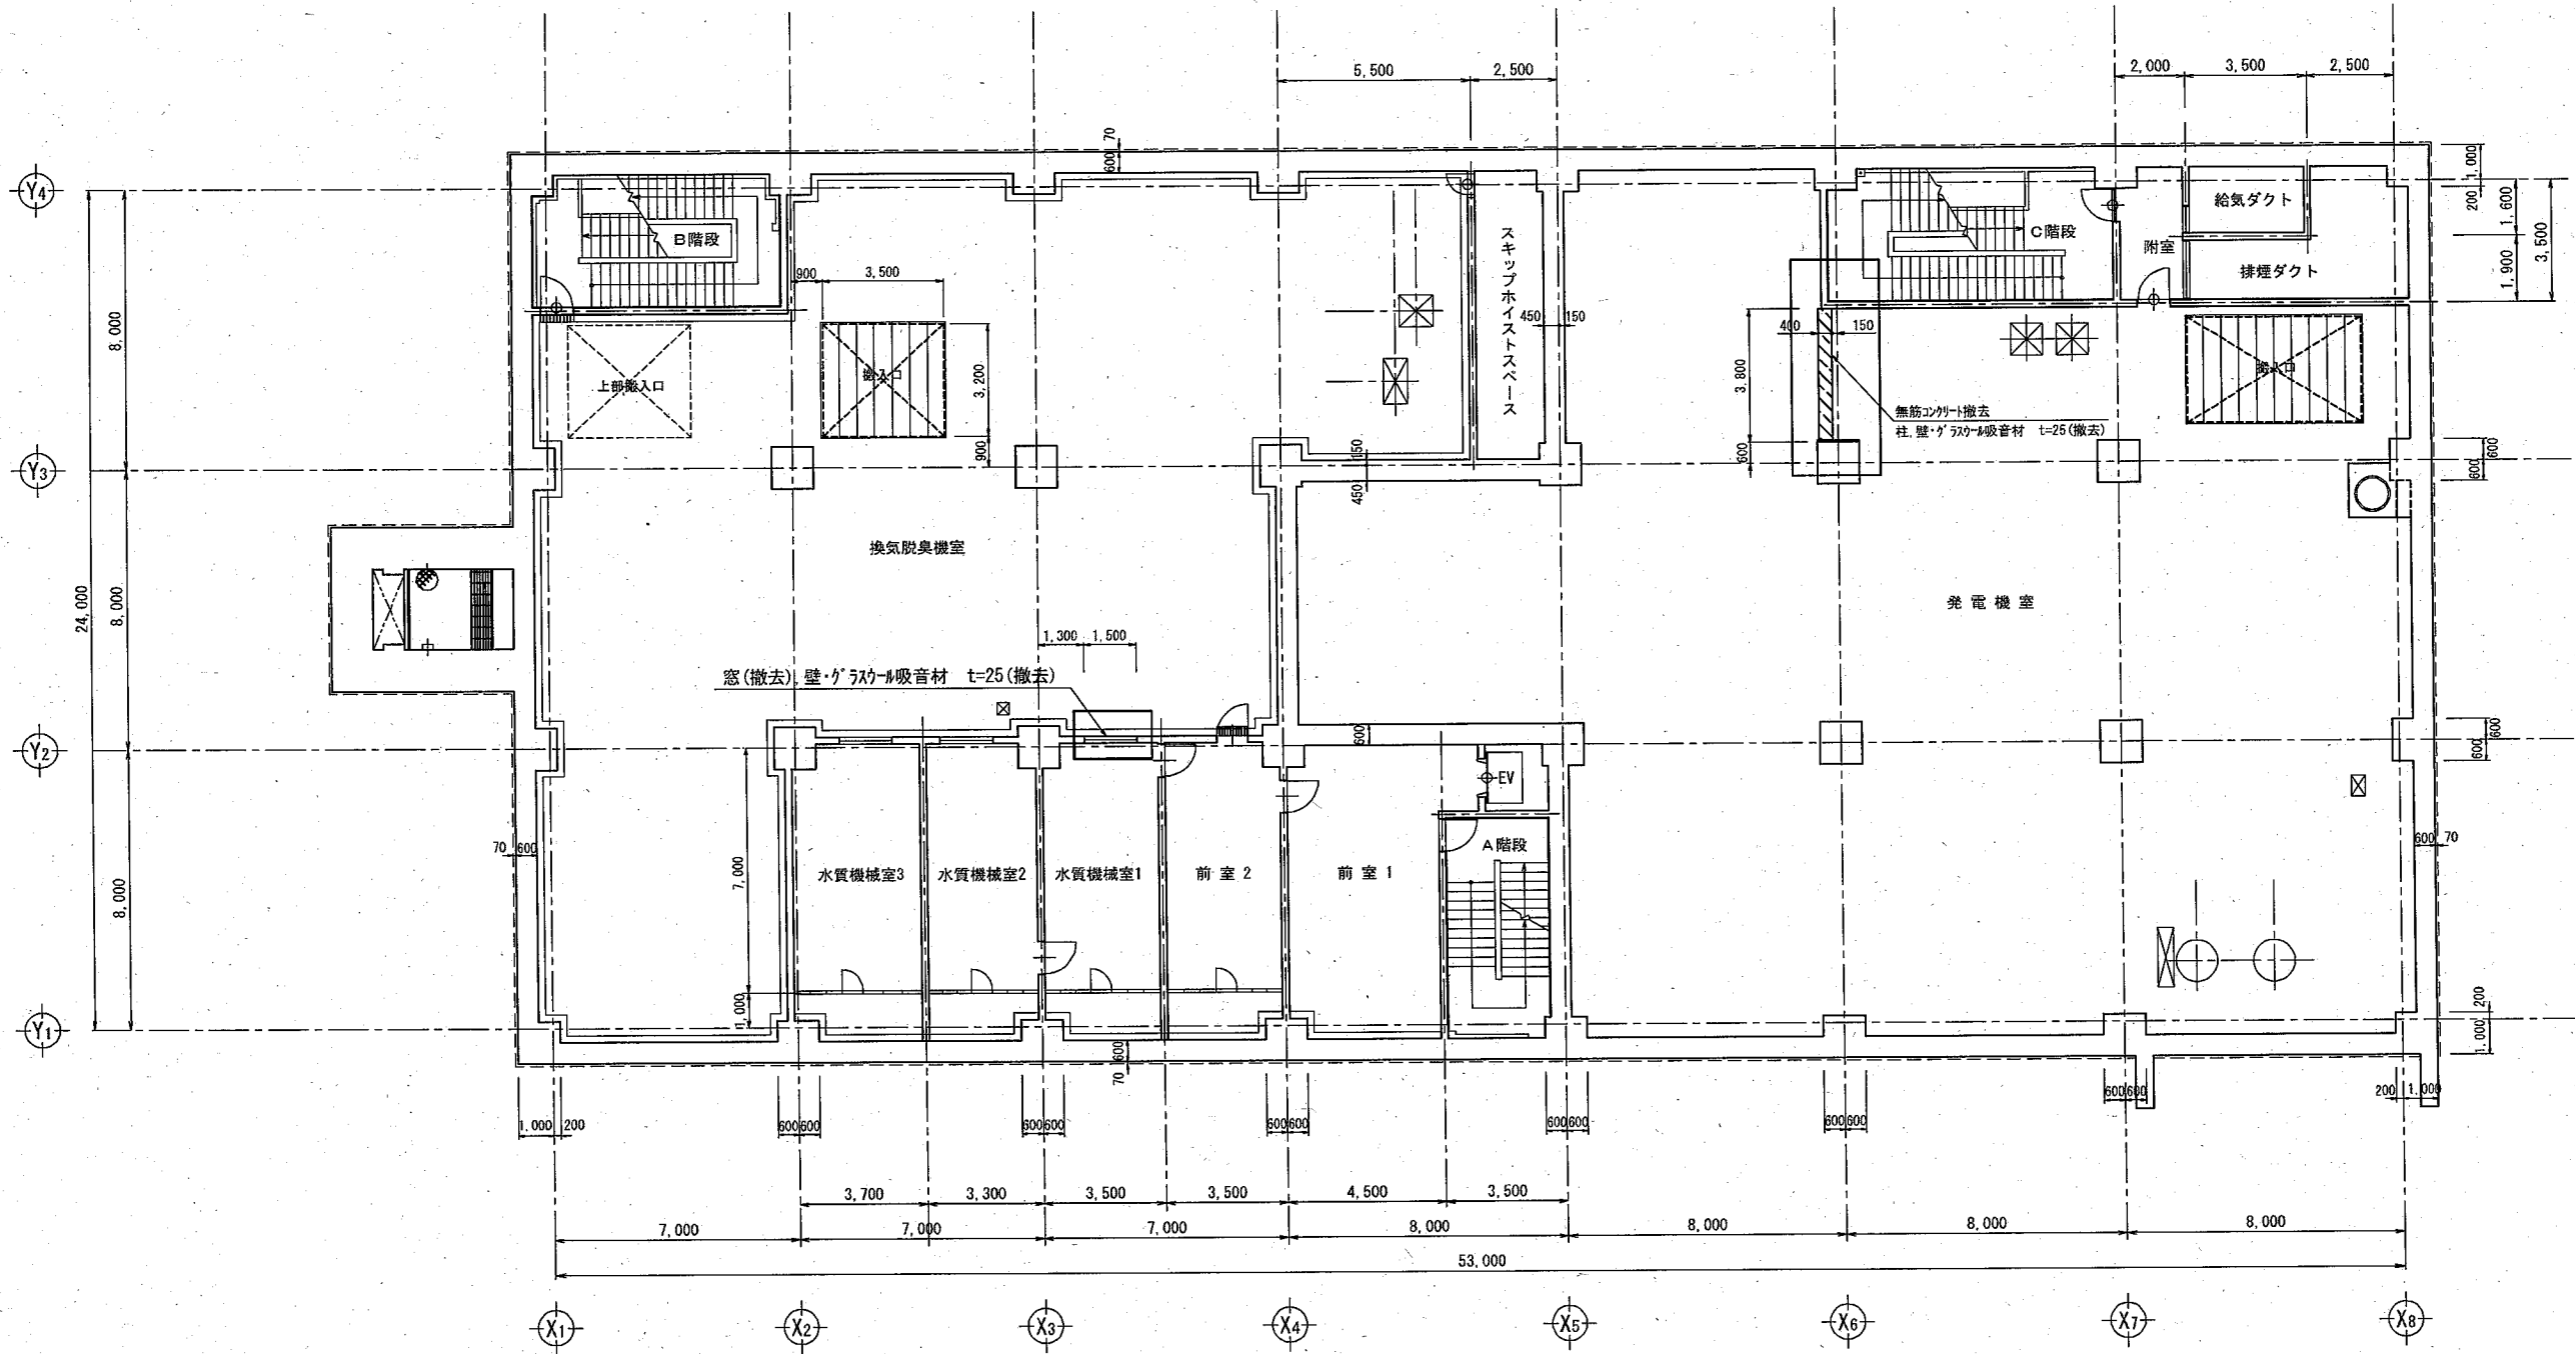 5,500
2,500
2,000
3,500
2,500
70
600
1,000
200
1,600
1,900
3,500
Y4
B階段
900
3,500
スキップホイストスペース
C階段
附室
給気ダクト
排煙ダクト
8,000
上部搬入口
搬入口
3,200
900
450
150
400
150
3,800
600
無筋コンクリート撤去
柱,壁・グラスウール吸音材 t=25(撤去)
搬入口
600
600
Y3
150
450
24,000
8,000
換気脱臭機室
発電機室
1,300
1,500
窓(撤去),壁・グラスウール吸音材 t=25(撤去)
600
600
600
Y2
EV
A階段
70
600
600
70
8,000
7,000
水質機械室3
水質機械室2
水質機械室1
前室2
前室1
1,000
200
1,000
Y1
600
70
1,000
200
600
600
600
600
600
600
600
600
600
600
600
600
200
1,000
3,700
3,300
3,500
3,500
4,500
3,500
7,000
7,000
7,000
8,000
8,000
8,000
8,000
53,000
X1
X2
X3
X4
X5
X6
X7
X8